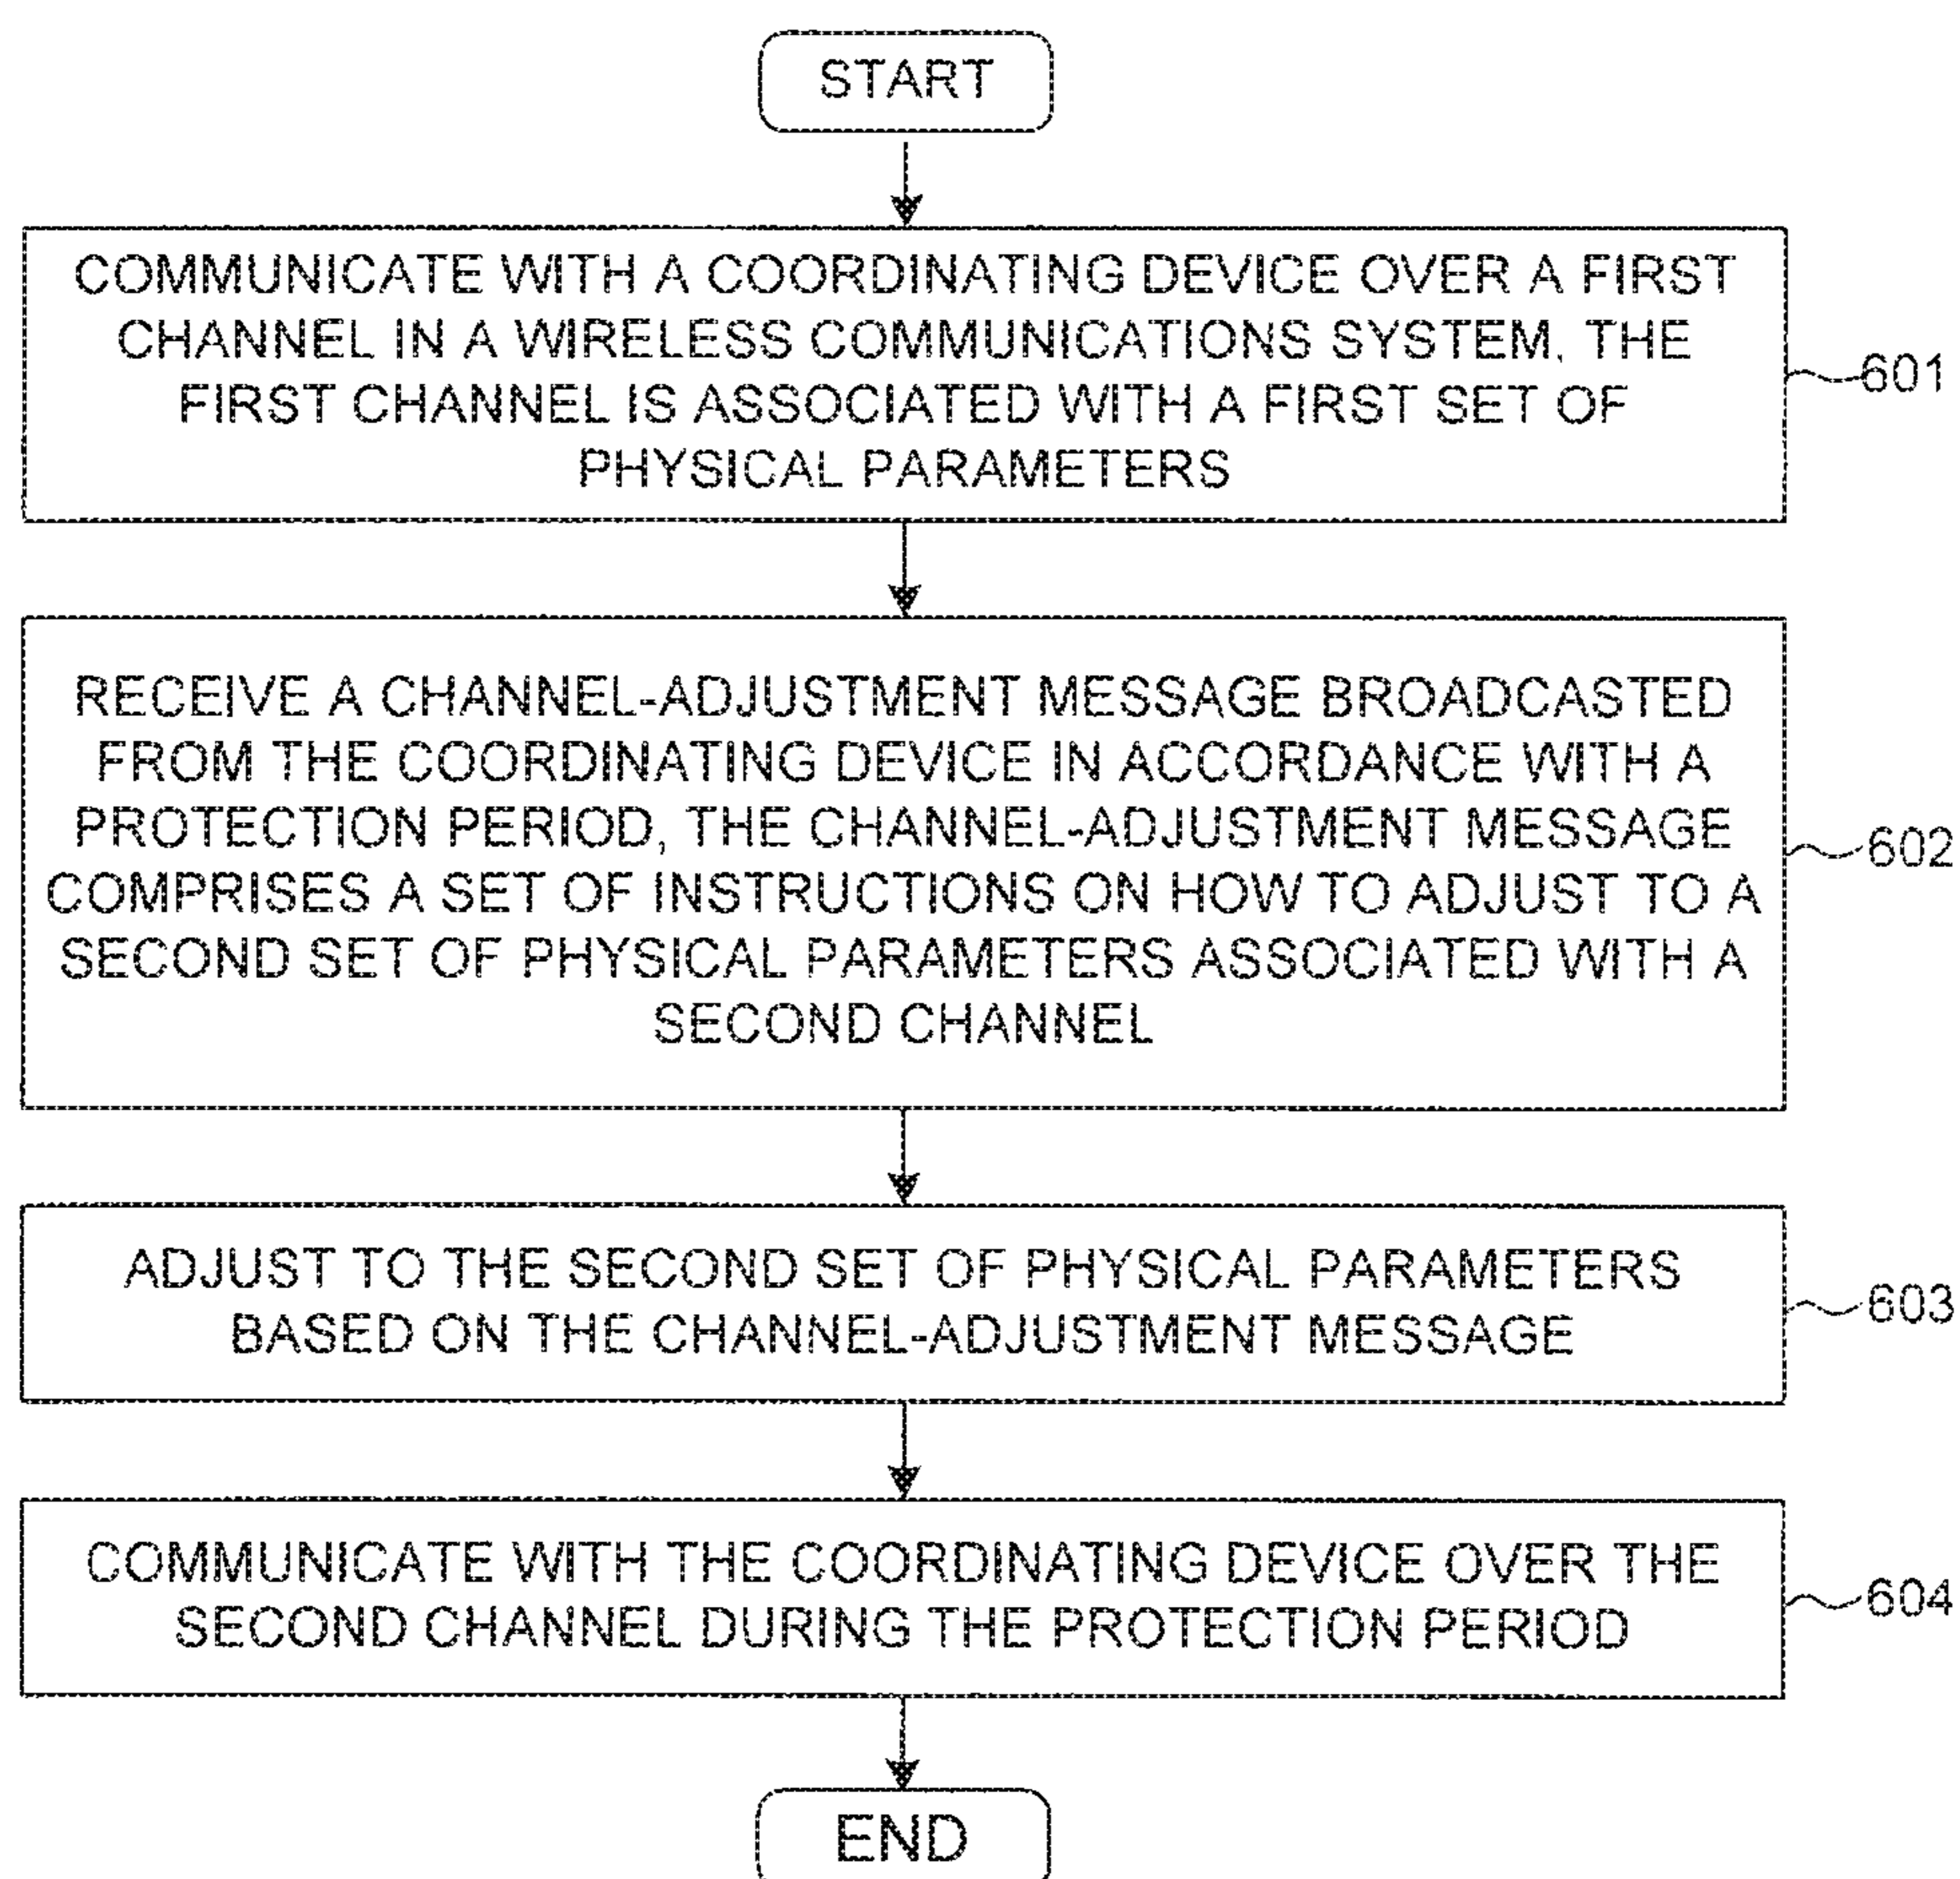 START
COMMUNICATE WITH A COORDINATING DEVICE OVER A FIRST
CHANNEL IN A WIRELESS COMMUNICATIONS SYSTEM, THE
FIRST CHANNEL IS ASSOCIATED WITH A FIRST SET OF
PHYSICAL PARAMETERS
601
RECEIVE A CHANNEL-ADJUSTMENT MESSAGE BROADCASTED
FROM THE COORDINATING DEVICE IN ACCORDANCE WITH A
PROTECTION PERIOD, THE CHANNEL-ADJUSTMENT MESSAGE
COMPRISES A SET OF INSTRUCTIONS ON HOW TO ADJUST TO A
SECOND SET OF PHYSICAL PARAMETERS ASSOCIATED WITH A
SECOND CHANNEL
602
ADJUST TO THE SECOND SET OF PHYSICAL PARAMETERS
BASED ON THE CHANNEL-ADJUSTMENT MESSAGE
603
COMMUNICATE WITH THE COORDINATING DEVICE OVER THE
SECOND CHANNEL DURING THE PROTECTION PERIOD
604
END